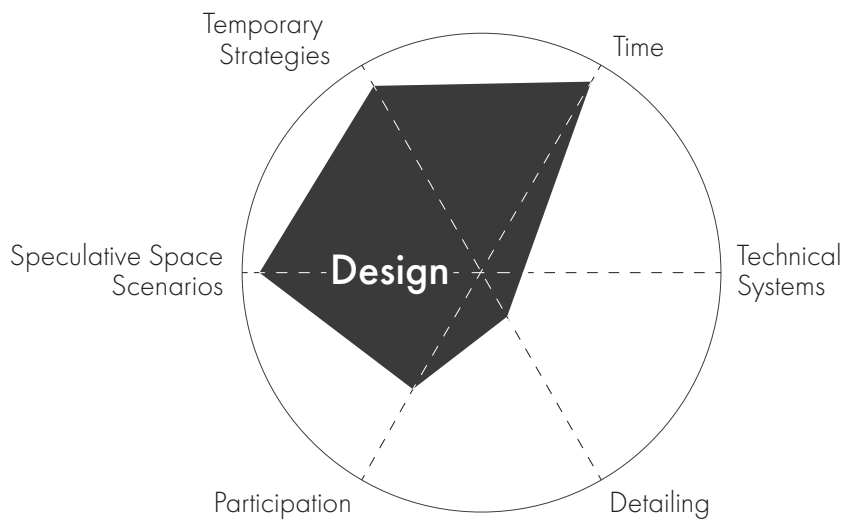 Temporary
Strategies
Time
Speculative Space
Scenarios
Design
Technical
Systems
Participation
Detailing